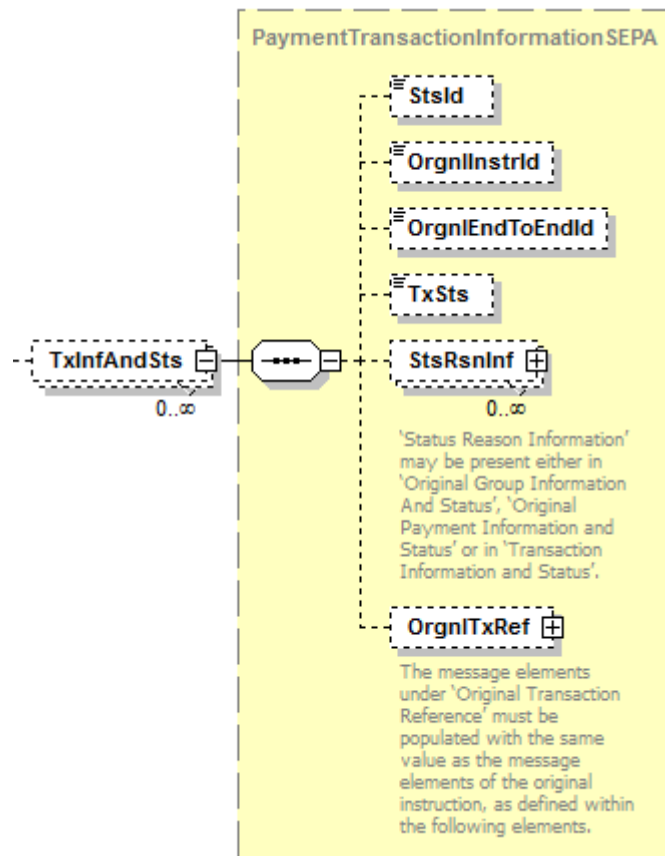 PaymentTransactionInformationSEPA
StsId
OrgnlInstrId
OrgnlEndToEndId
TxSts
TxInfAndSts
0..∞
StsRsnInf
0..∞
‘Status Reason Information’
may be present either in
‘Original Group Information
And Status’, ‘Original
Payment Information and
Status’ or in ‘Transaction
Information and Status’.
OrgnlTxRef
The message elements
under ‘Original Transaction
Reference’ must be
populated with the same
value as the message
elements of the original
instruction, as defined within
the following elements.